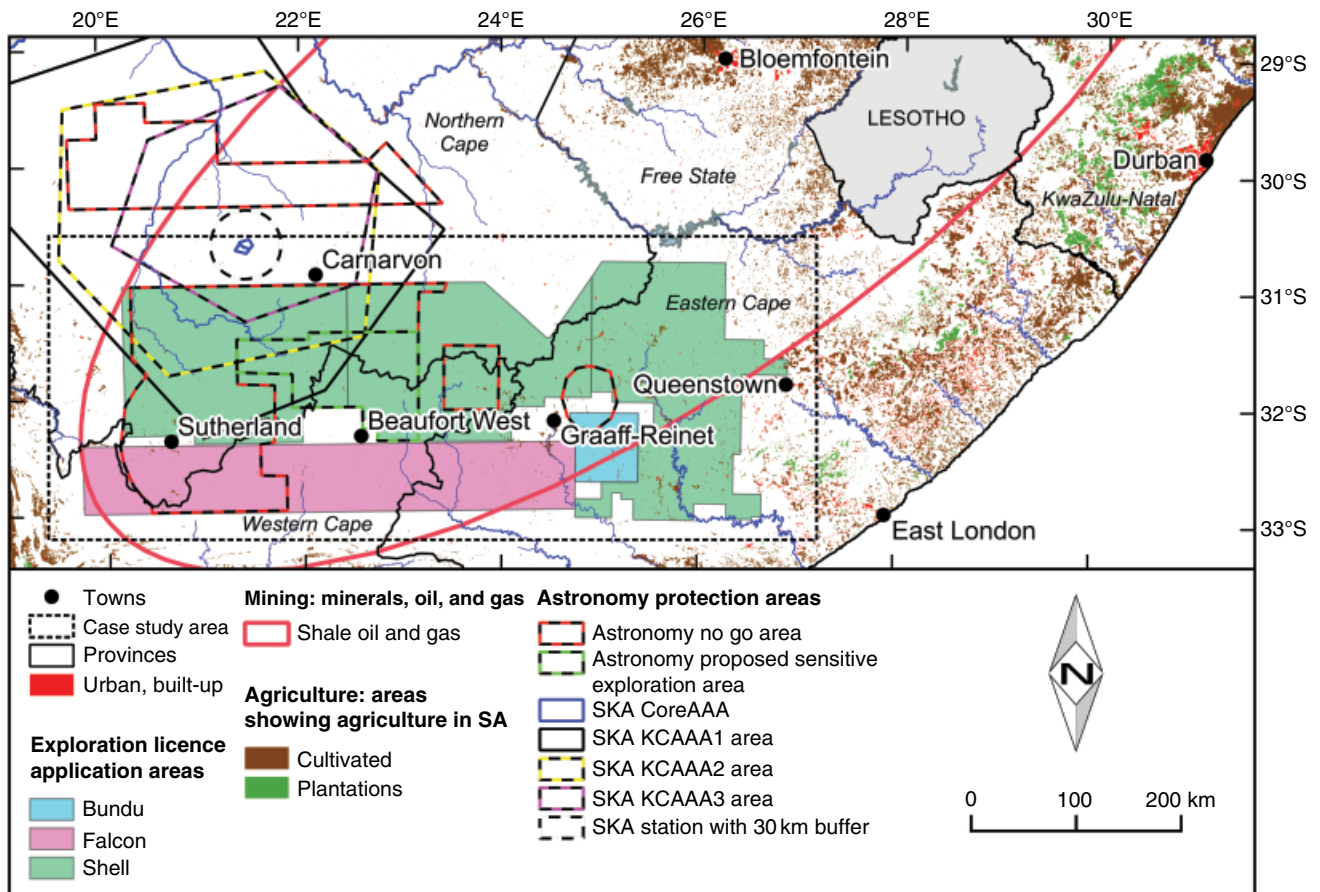 20°E 22°E 24°E 26°E 28°E 30°E
29°S
30°S
31°S
32°S
33°S
Bloemfontein
Northern
Cape
LESOTHO
Free State
Durban
KwaZulu-Natal
Carnarvon
Eastern Cape
Queenstown
Sutherland
Beaufort West
Graaff-Reinet
Western Cape
East London
Towns
Case study area
Provinces
Urban, built-up
Exploration licence
application areas
Bundu
Falcon
Shell
Mining: minerals, oil, and gas
Shale oil and gas
Agriculture: areas
showing agriculture in SA
Cultivated
Plantations
Astronomy protection areas
Astronomy no go area
Astronomy proposed sensitive
exploration area
SKA CoreAAA
SKA KCAAA1 area
SKA KCAAA2 area
SKA KCAAA3 area
SKA station with 30 km buffer
N
0 100 200 km